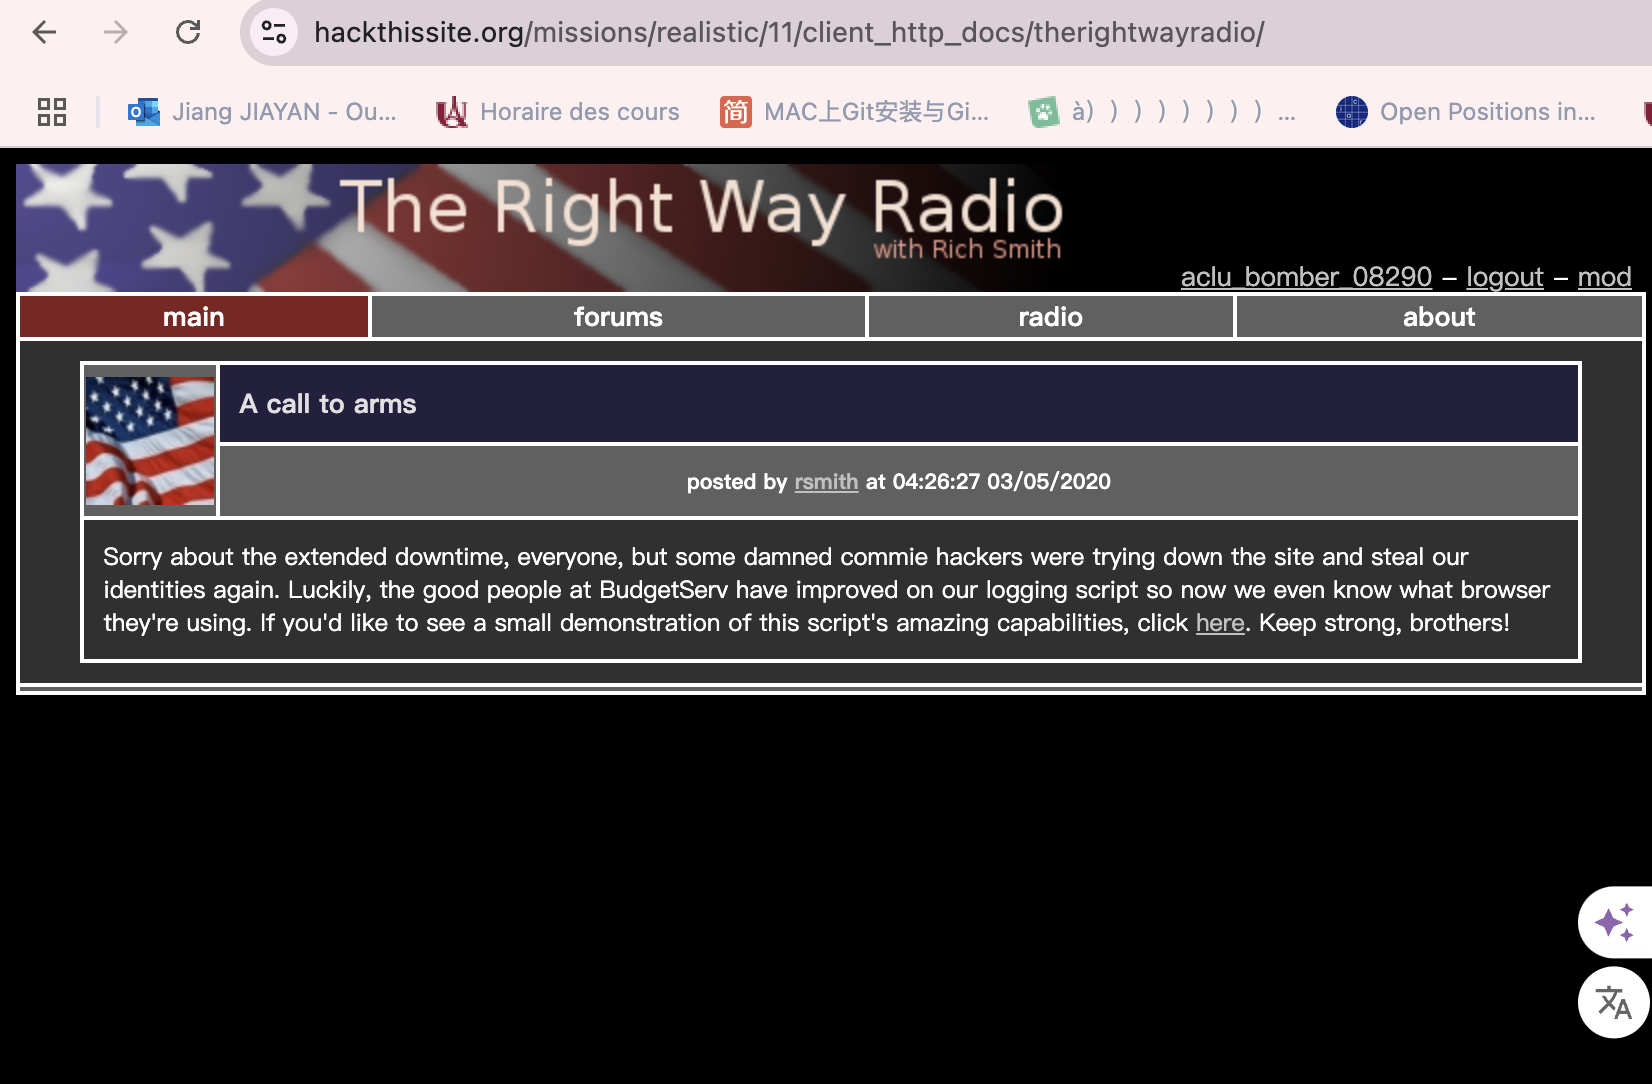 hackthissite.org/missions/realistic/11/client_http_docs/therightwayradio/
Jiang JIAYAN - Ou...
Horaire des cours
简
MAC上Git安装与Gi...
à) ) ) ) ) ) ) ) ...
Open Positions in...
The Right Way Radio
with Rich Smith
aclu_bomber_08290 – logout – mod
main
forums
radio
about
A call to arms
posted by rsmith at 04:26:27 03/05/2020
Sorry about the extended downtime, everyone, but some damned commie hackers were trying down the site and steal our
identities again. Luckily, the good people at BudgetServ have improved on our logging script so now we even know what browser
they're using. If you'd like to see a small demonstration of this script's amazing capabilities, click here. Keep strong, brothers!